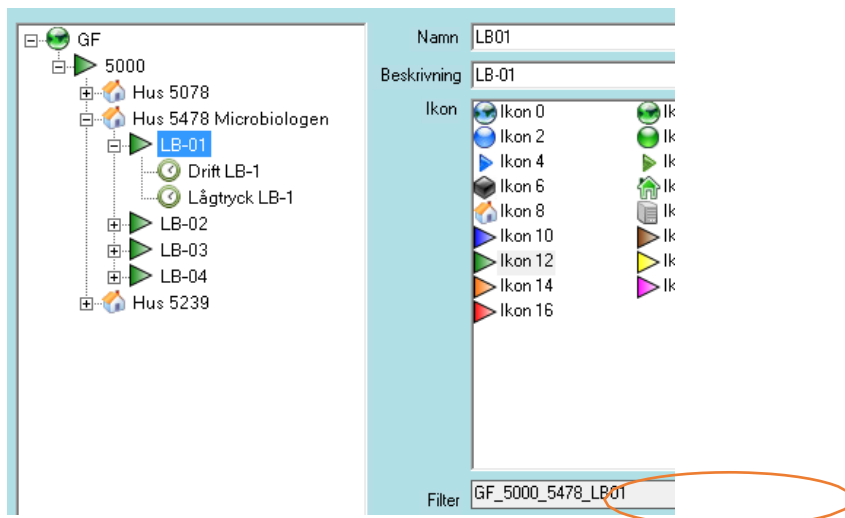 GF
5000
Hus 5078
Hus 5478 Microbiologen
LB-01
Drift LB-1
Lågtryck LB-1
LB-02
LB-03
LB-04
Hus 5239
Namn LB01
Beskrivning LB-01
Ikon
Ikon 0
Ikon 2
Ikon 4
Ikon 6
Ikon 8
Ikon 10
Ikon 12
Ikon 14
Ikon 16
Filter GF_5000_5478_LB01